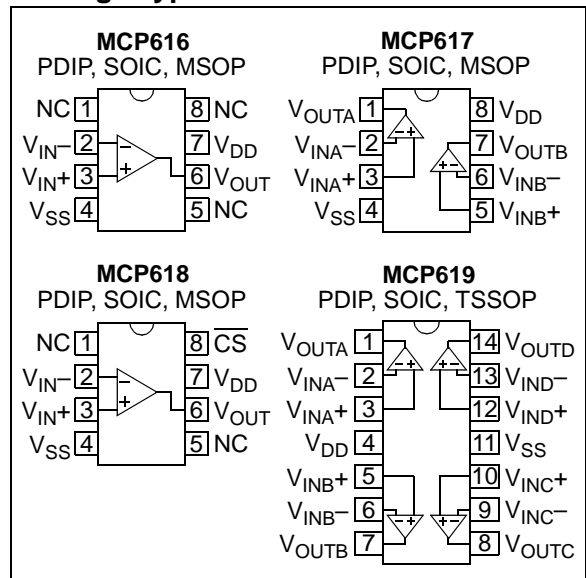 MCP616
PDIP, SOIC, MSOP
NC 1 8 NC
VIN– 2 7 VDD
VIN+ 3 6 VOUT
VSS 4 5 NC
– +
MCP617
PDIP, SOIC, MSOP
VOUTA 1 8 VDD
VINA– 2 7 VOUTB
VINA+ 3 6 VINB–
VSS 4 5 VINB+
– +
+ –
MCP618
PDIP, SOIC, MSOP
NC 1 8 C̅S̅
VIN– 2 7 VDD
VIN+ 3 6 VOUT
VSS 4 5 NC
– +
MCP619
PDIP, SOIC, TSSOP
VOUTA 1 14 VOUTD
VINA– 2 13 VIND–
VINA+ 3 12 VIND+
VDD 4 11 VSS
VINB+ 5 10 VINC+
VINB– 6 9 VINC–
VOUTB 7 8 VOUTC
– + + –
– + + –